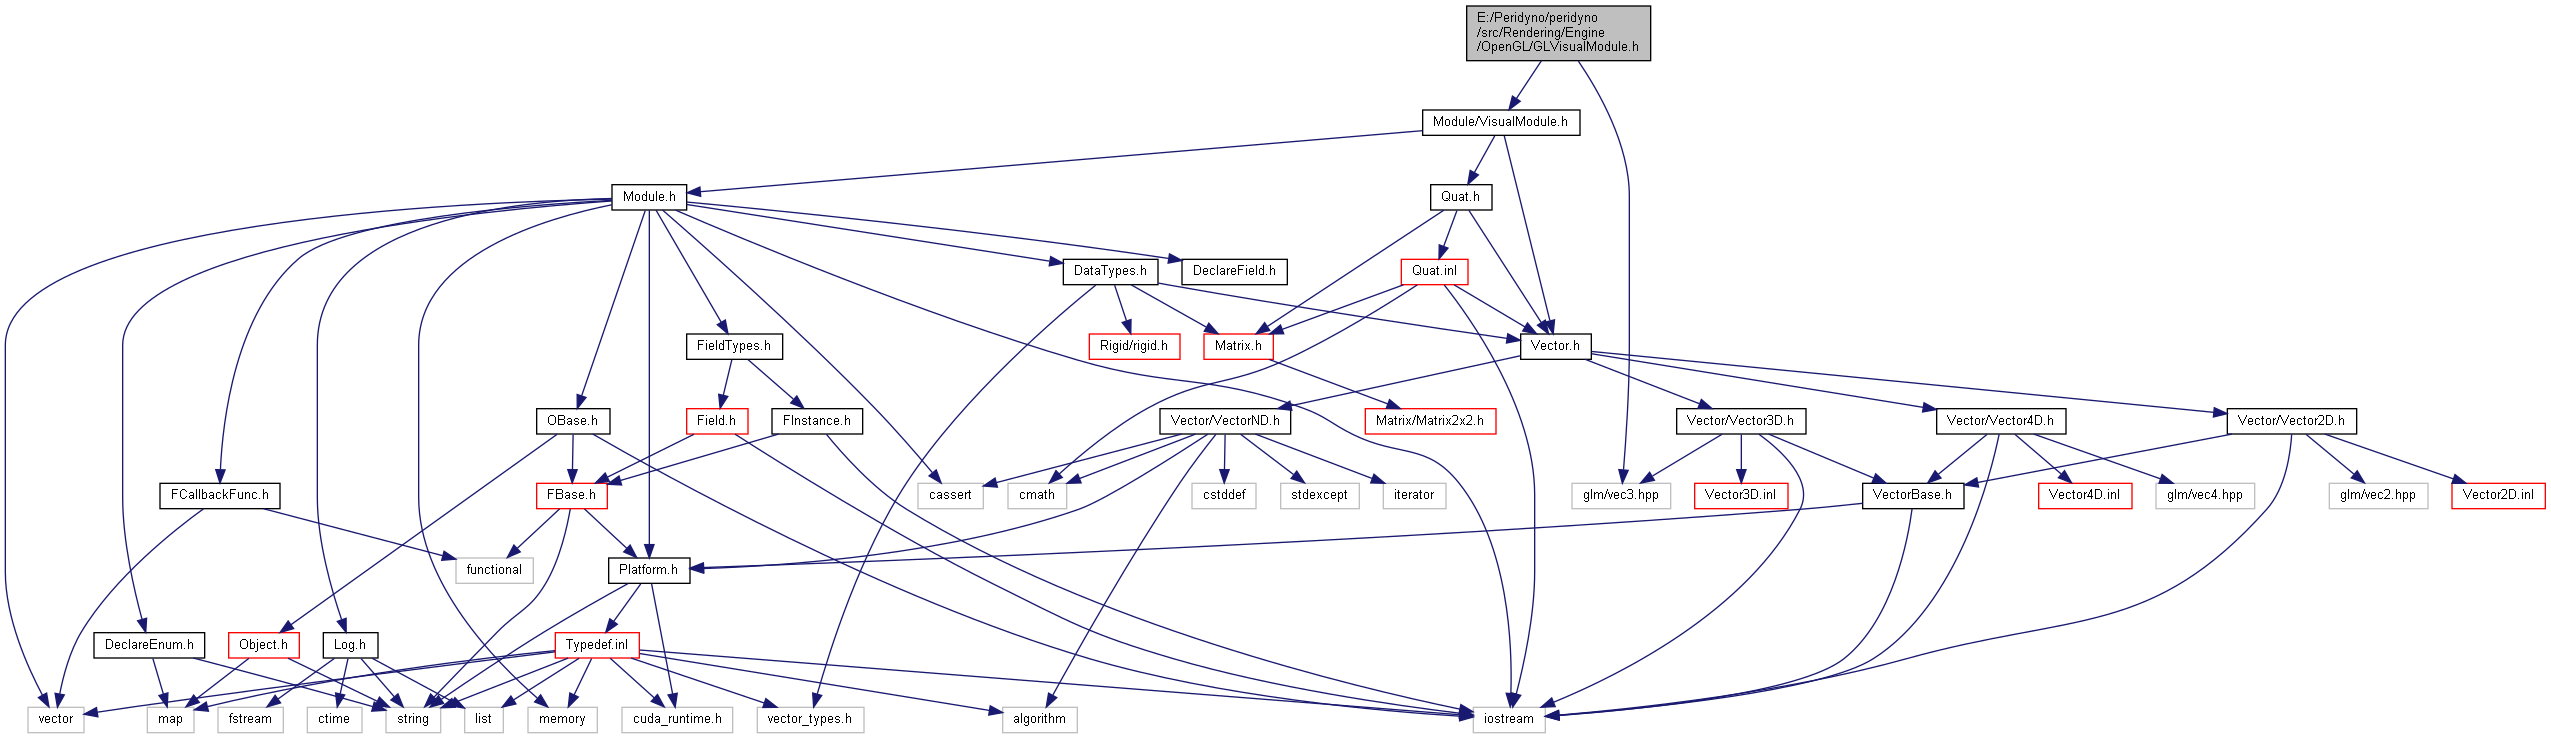 E:/Peridyno/peridyno
/src/Rendering/Engine
/OpenGL/GLVisualModule.h
Module/VisualModule.h
Module.h
Quat.h
DataTypes.h
DeclareField.h
Quat.inl
FieldTypes.h
Rigid/rigid.h
Matrix.h
Vector.h
OBase.h
Field.h
FInstance.h
Vector/VectorND.h
Matrix/Matrix2x2.h
Vector/Vector3D.h
Vector/Vector4D.h
Vector/Vector2D.h
FCallbackFunc.h
FBase.h
cassert
cmath
cstddef
stdexcept
iterator
glm/vec3.hpp
Vector3D.inl
VectorBase.h
Vector4D.inl
glm/vec4.hpp
glm/vec2.hpp
Vector2D.inl
functional
Platform.h
DeclareEnum.h
Object.h
Log.h
Typedef.inl
vector
map
fstream
ctime
string
list
memory
cuda_runtime.h
vector_types.h
algorithm
iostream